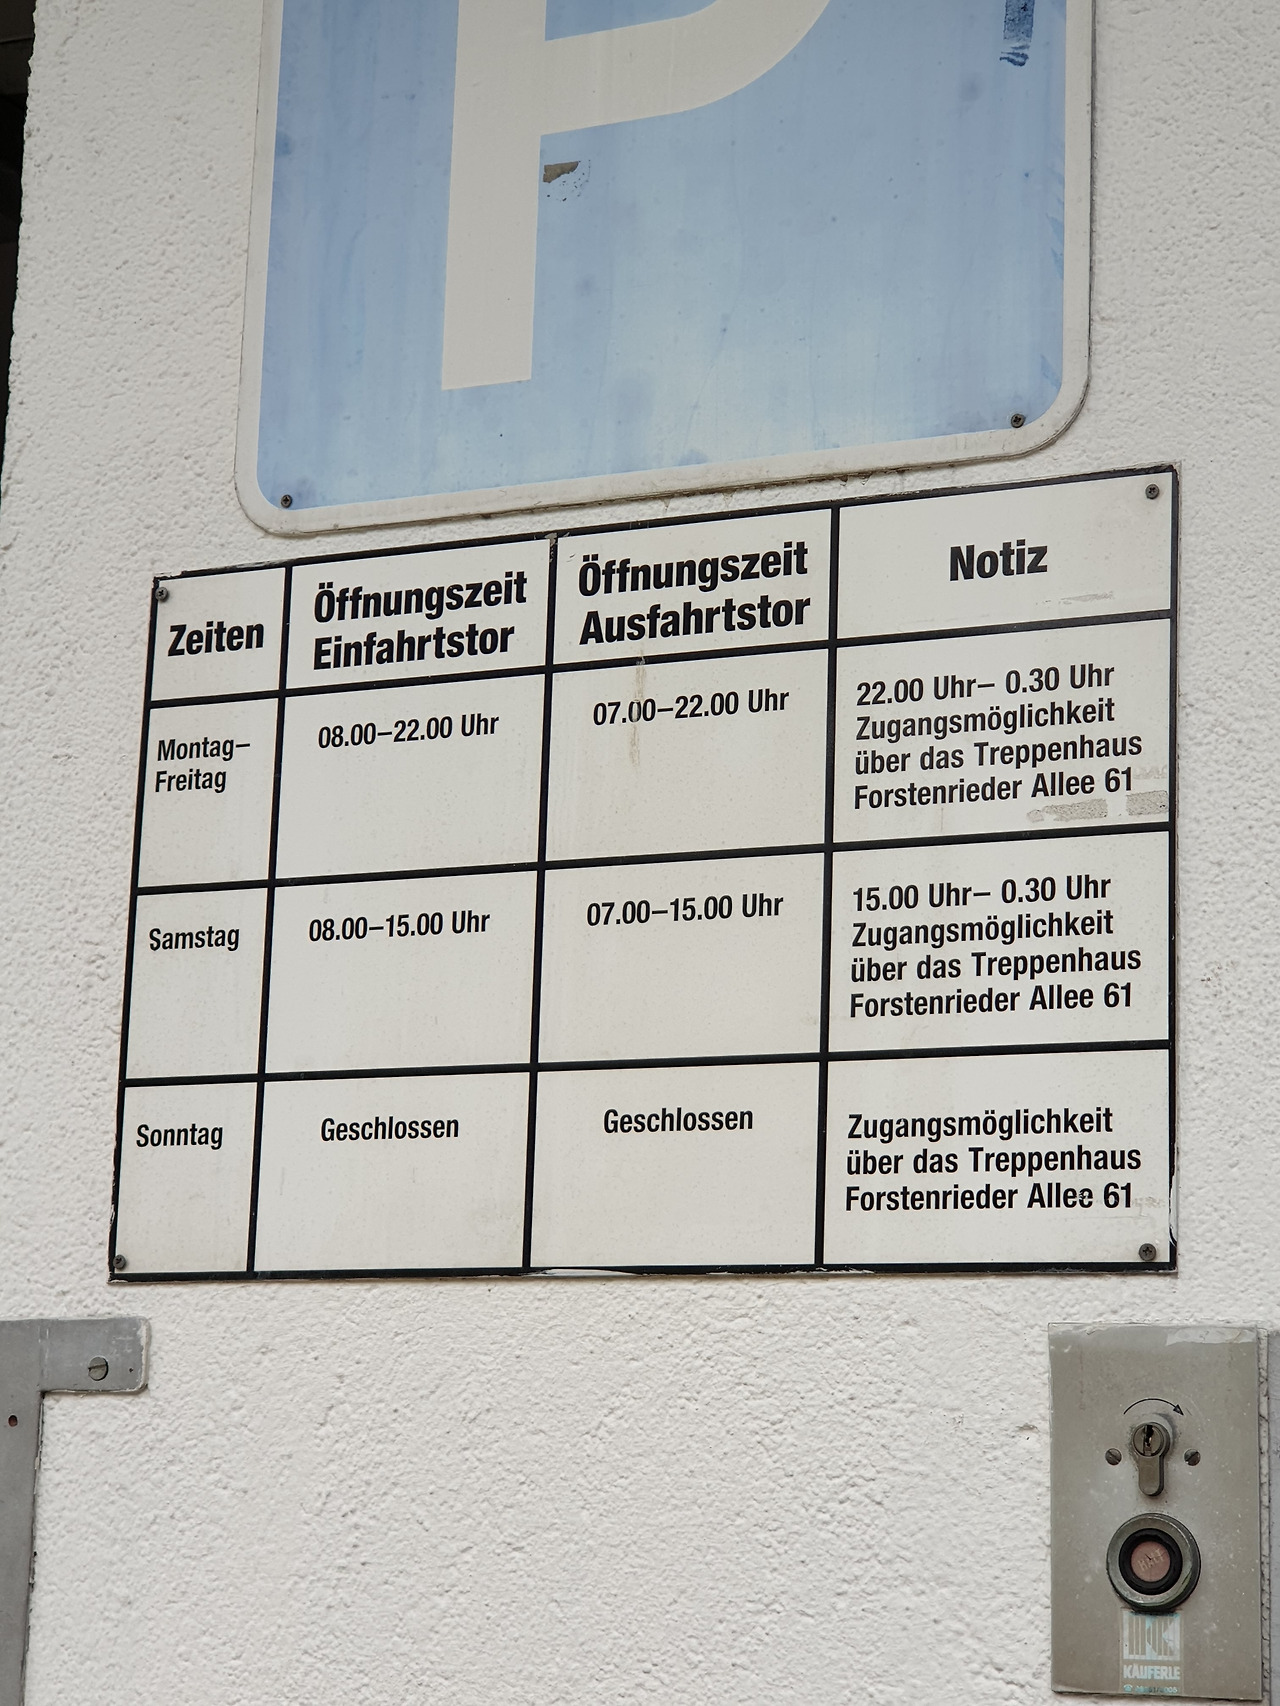 P
Zeiten
Öffnungszeit
Einfahrtstor
Öffnungszeit
Ausfahrtstor
Notiz
Montag–
Freitag
08.00–22.00 Uhr
07.00–22.00 Uhr
22.00 Uhr– 0.30 Uhr
Zugangsmöglichkeit
über das Treppenhaus
Forstenrieder Allee 61
Samstag
08.00–15.00 Uhr
07.00–15.00 Uhr
15.00 Uhr– 0.30 Uhr
Zugangsmöglichkeit
über das Treppenhaus
Forstenrieder Allee 61
Sonntag
Geschlossen
Geschlossen
Zugangsmöglichkeit
über das Treppenhaus
Forstenrieder Allee 61
HALT
KÄUFERLE